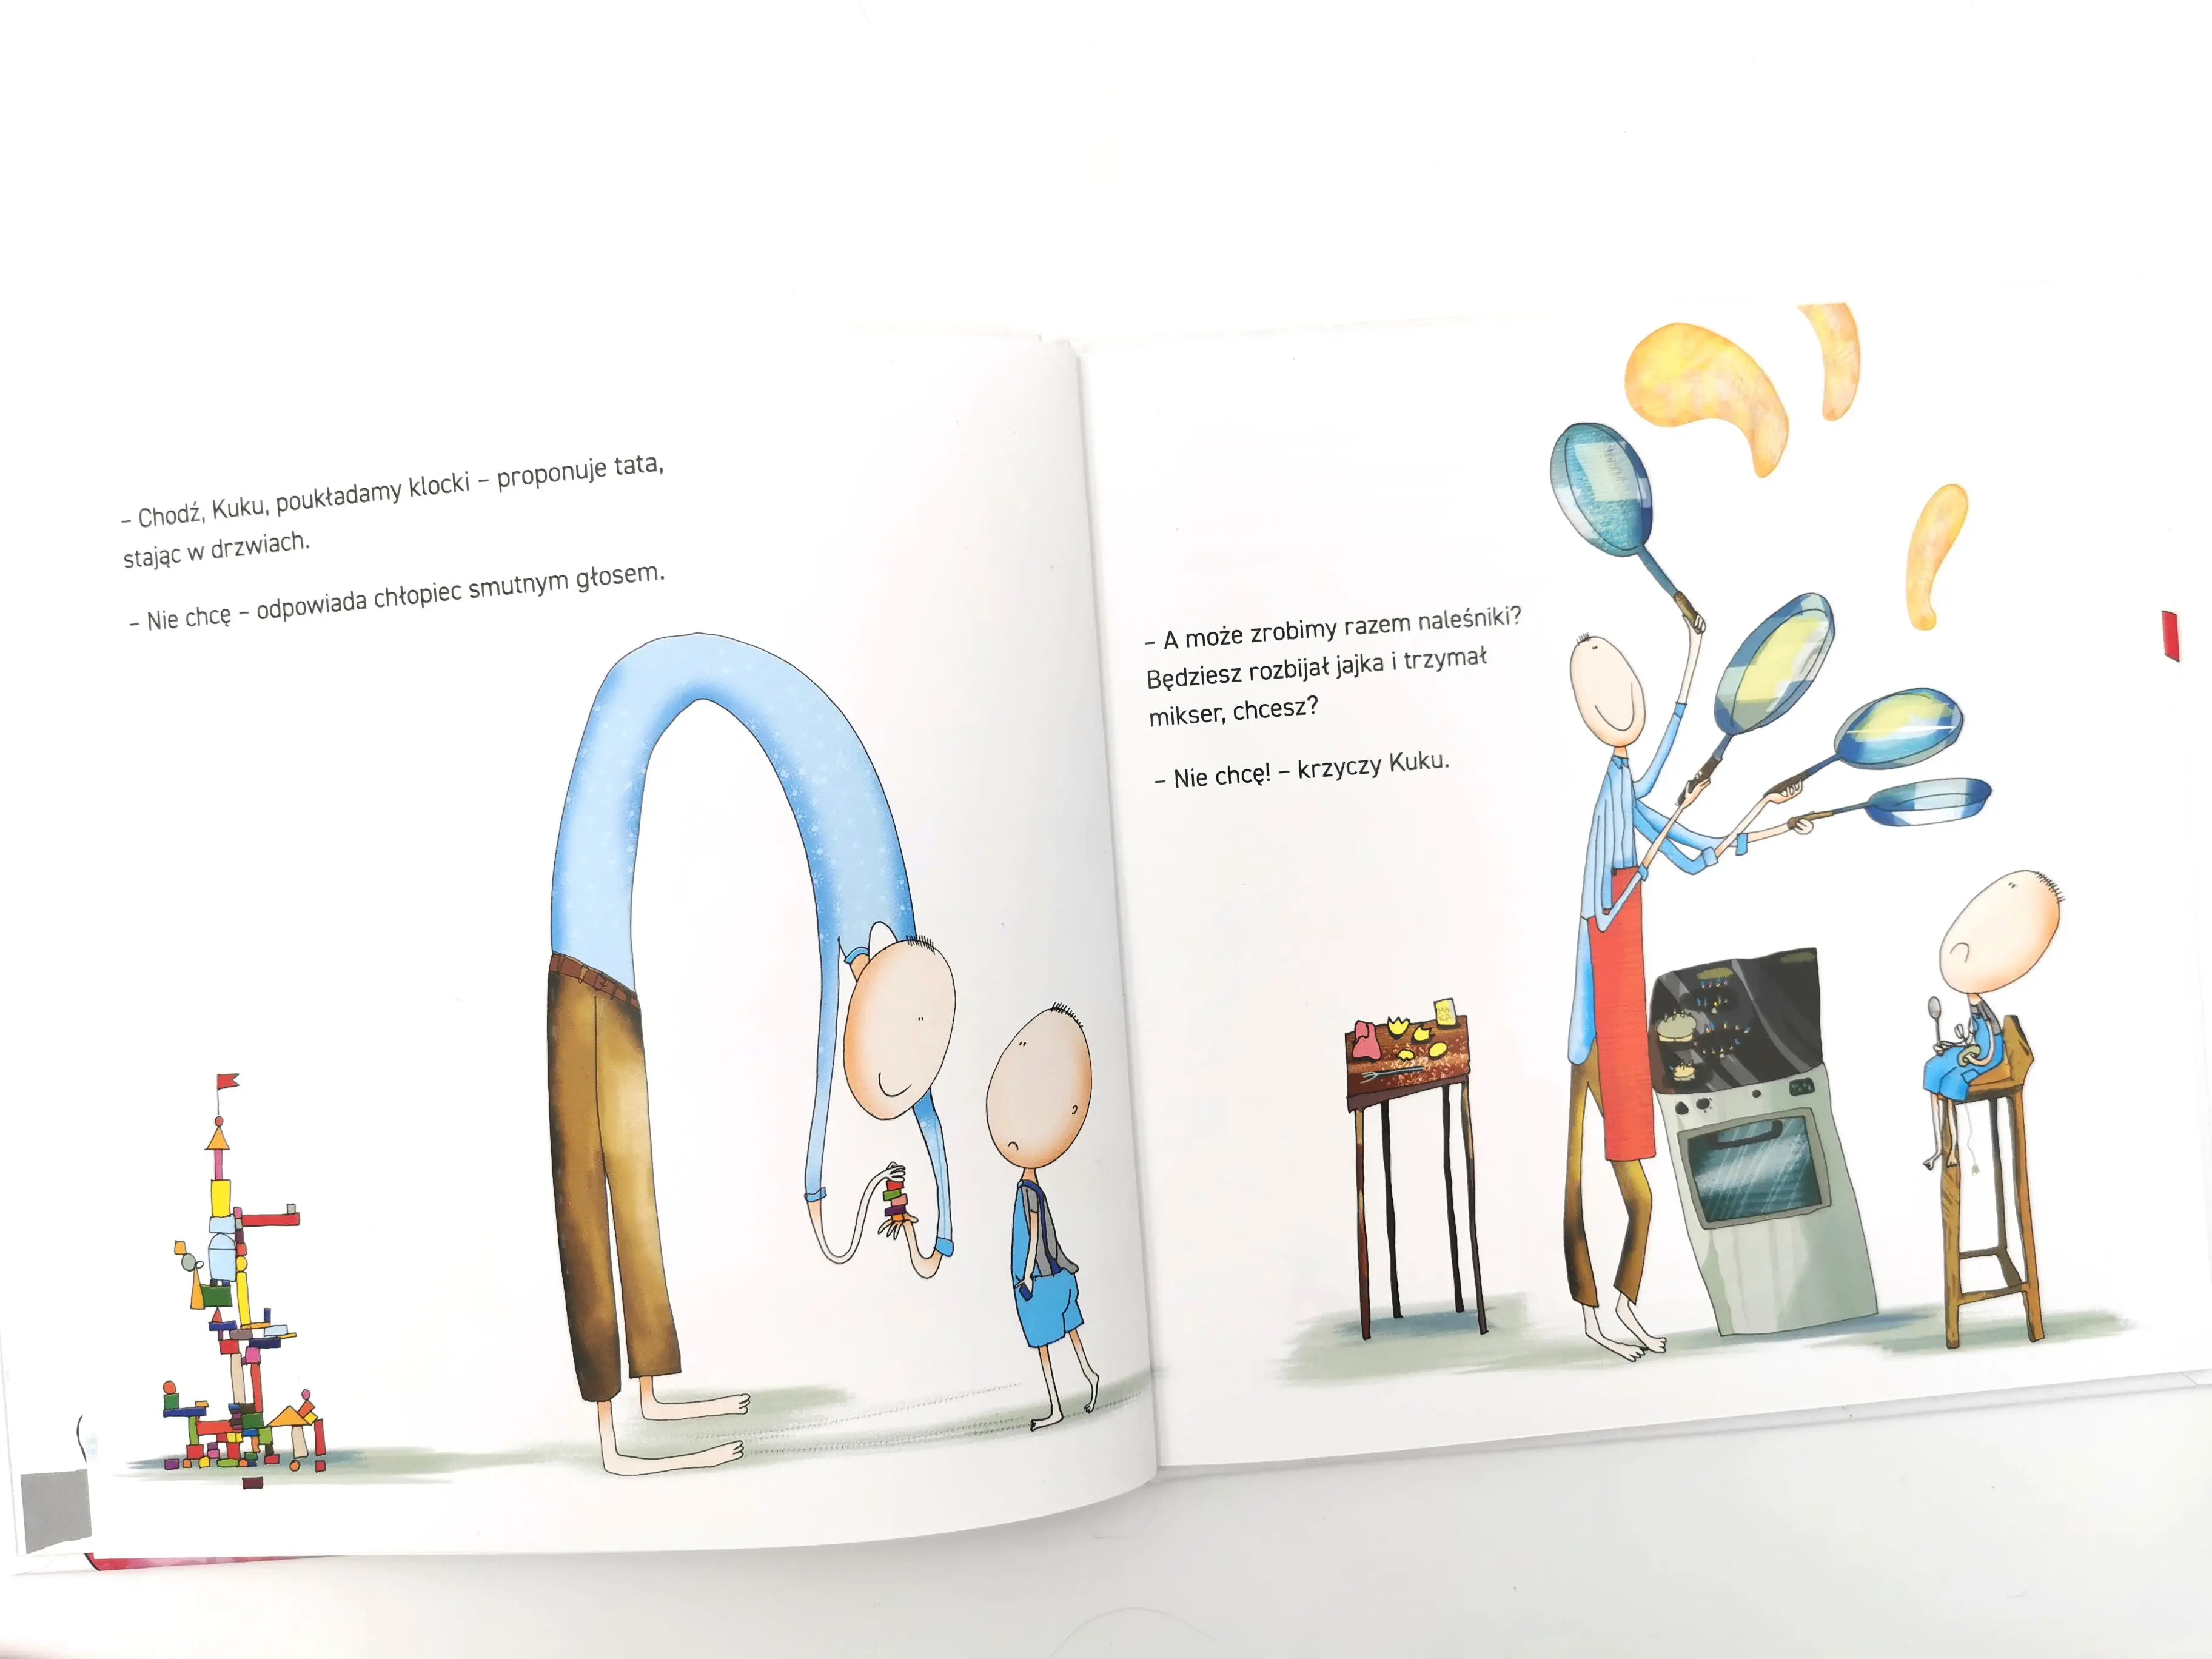 – Chodź, Kuku, poukładamy klocki – proponuje tata,
stając w drzwiach.
– Nie chcę – odpowiada chłopiec smutnym głosem.
– A może zrobimy razem naleśniki?
Będziesz rozbijał jajka i trzymał
mikser, chcesz?
– Nie chcę! – krzyczy Kuku.